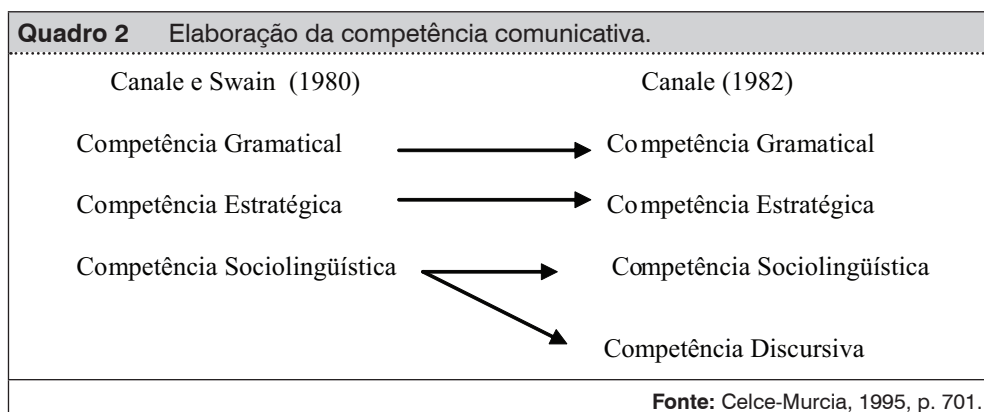 Quadro 2 Elaboração da competência comunicativa.
Canale e Swain (1980) Canale (1982)
Competência Gramatical Competência Gramatical
Competência Estratégica Competência Estratégica
Competência Sociolingüística Competência Sociolingüística
Competência Discursiva
Fonte: Celce-Murcia, 1995, p. 701.